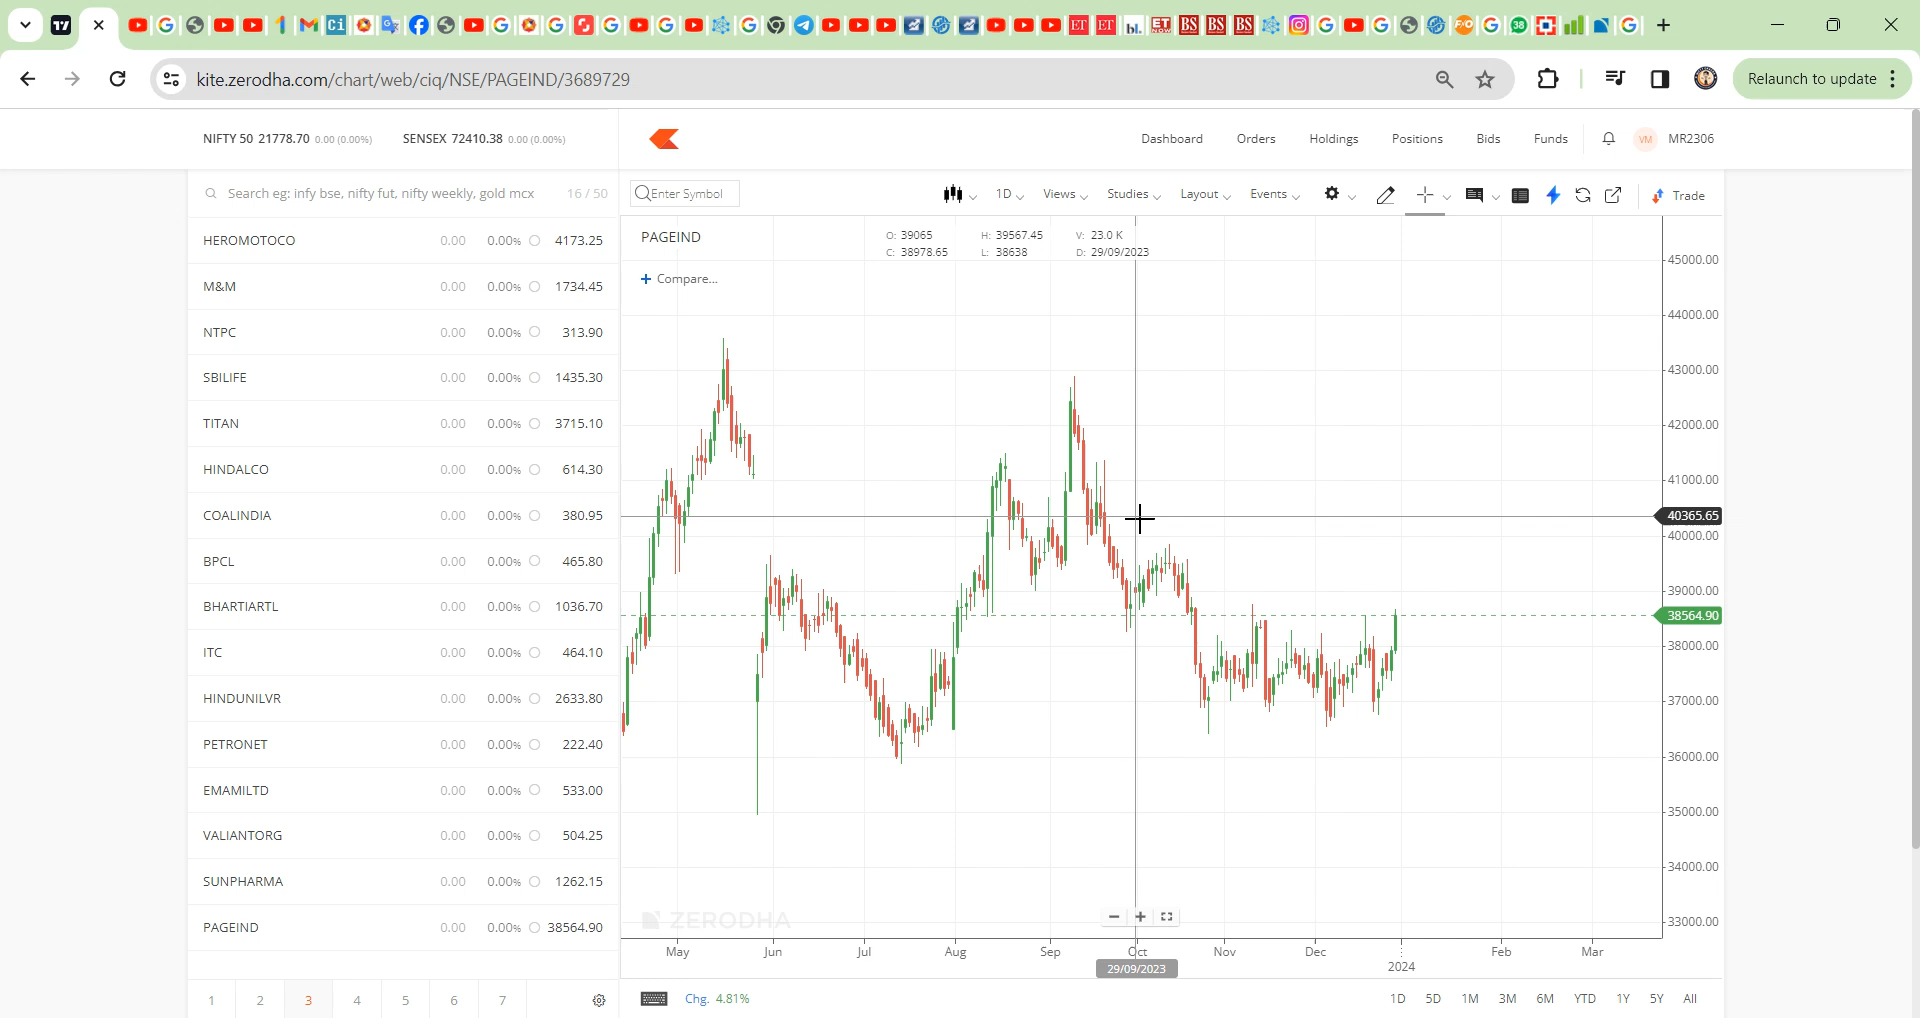 kite.zerodha.com/chart/web/ciq/NSE/PAGEIND/3689729
Relaunch to update
NIFTY 50 21778.70 0.00 (0.00%) SENSEX 72410.38 0.00 (0.00%)
Dashboard Orders Holdings Positions Bids Funds VM MR2306
Search eg: infy bse, nifty fut, nifty weekly, gold mcx 16 / 50
Enter Symbol 1D Views Studies Layout Events Trade
HEROMOTOCO 0.00 0.00% 4173.25
M&M 0.00 0.00% 1734.45
NTPC 0.00 0.00% 313.90
SBILIFE 0.00 0.00% 1435.30
TITAN 0.00 0.00% 3715.10
HINDALCO 0.00 0.00% 614.30
COALINDIA 0.00 0.00% 380.95
BPCL 0.00 0.00% 465.80
BHARTIARTL 0.00 0.00% 1036.70
ITC 0.00 0.00% 464.10
HINDUNILVR 0.00 0.00% 2633.80
PETRONET 0.00 0.00% 222.40
EMAMILTD 0.00 0.00% 533.00
VALIANTORG 0.00 0.00% 504.25
SUNPHARMA 0.00 0.00% 1262.15
PAGEIND 0.00 0.00% 38564.90
1 2 3 4 5 6 7
PAGEIND
O: 39065 H: 39567.45 V: 23.0 K
C: 38978.65 L: 38638 D: 29/09/2023
+ Compare...
45000.00
44000.00
43000.00
42000.00
41000.00
40365.65
40000.00
39000.00
38564.90
38000.00
37000.00
36000.00
35000.00
34000.00
33000.00
ZERODHA
May Jun Jul Aug Sep Oct Nov Dec 2024 Feb Mar
29/09/2023
Chg. 4.81%
1D 5D 1M 3M 6M YTD 1Y 5Y All